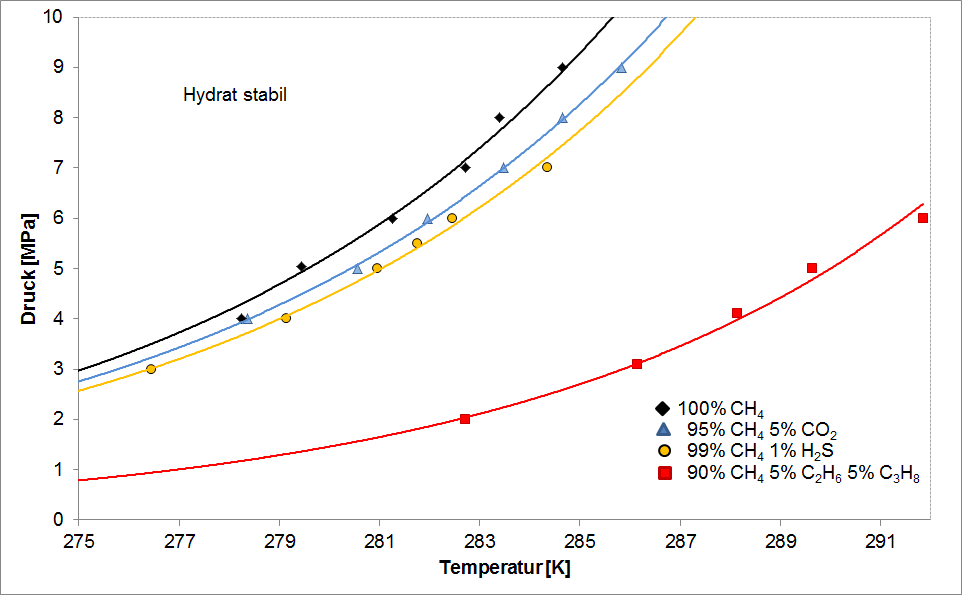 10
9
8
7
6
5
4
3
2
1
0
Druck [MPa]
Hydrat stabil
100% CH₄
95% CH₄ 5% CO₂
99% CH₄ 1% H₂S
90% CH₄ 5% C₂H₆ 5% C₃H₈
275 277 279 281 283 285 287 289 291
Temperatur [K]